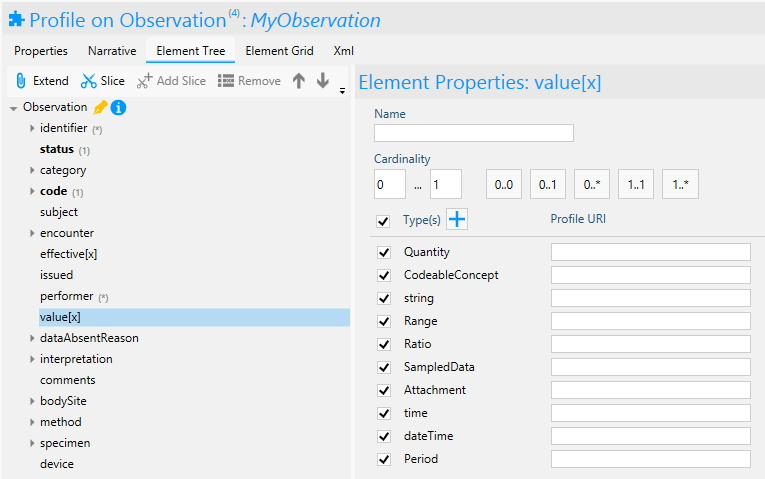 Profile on Observation (4) : MyObservation
Properties Narrative Element Tree Element Grid Xml
Extend Slice Add Slice Remove
Observation
identifier (*)
status (1)
category
code (1)
subject
encounter
effective[x]
issued
performer (*)
value[x]
dataAbsentReason
interpretation
comments
bodySite
method
specimen
device
Element Properties: value[x]
Name
Cardinality
0 ... 1 0..0 0..1 0..* 1..1 1..*
Type(s) Profile URI
Quantity
CodeableConcept
string
Range
Ratio
SampledData
Attachment
time
dateTime
Period